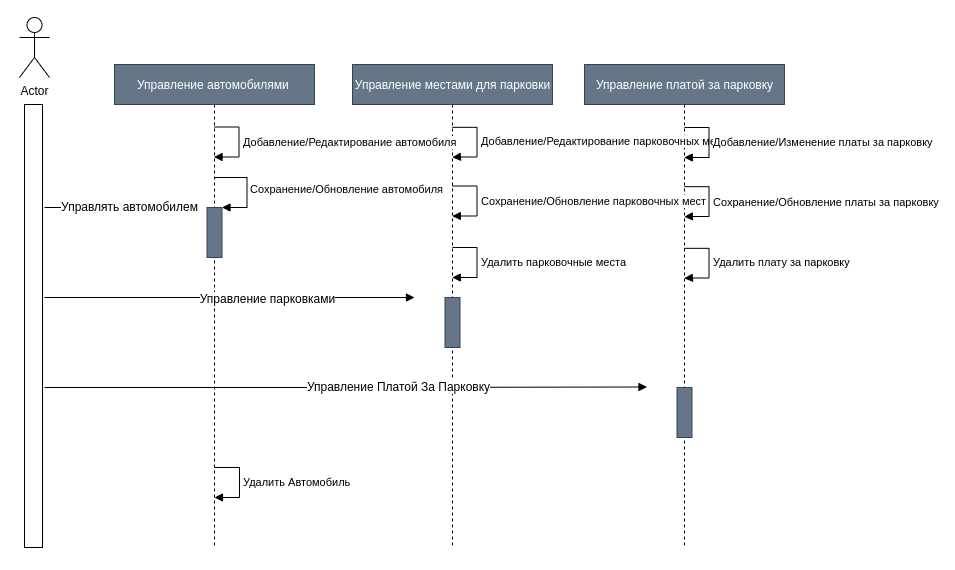 Actor
Управление автомобилями
Управление местами для парковки
Управление платой за парковку
Добавление/Редактирование автомобиля
Добавление/Редактирование парковочных
Добавление/Изменение платы за парковку
Сохранение/Обновление автомобиля
Сохранение/Обновление парковочных мест
Сохранение/Обновление платы за парковку
Управлять автомобилем
Удалить парковочные места
Удалить плату за парковку
Управление парковками
Управление Платой За Парковку
Удалить Автомобиль